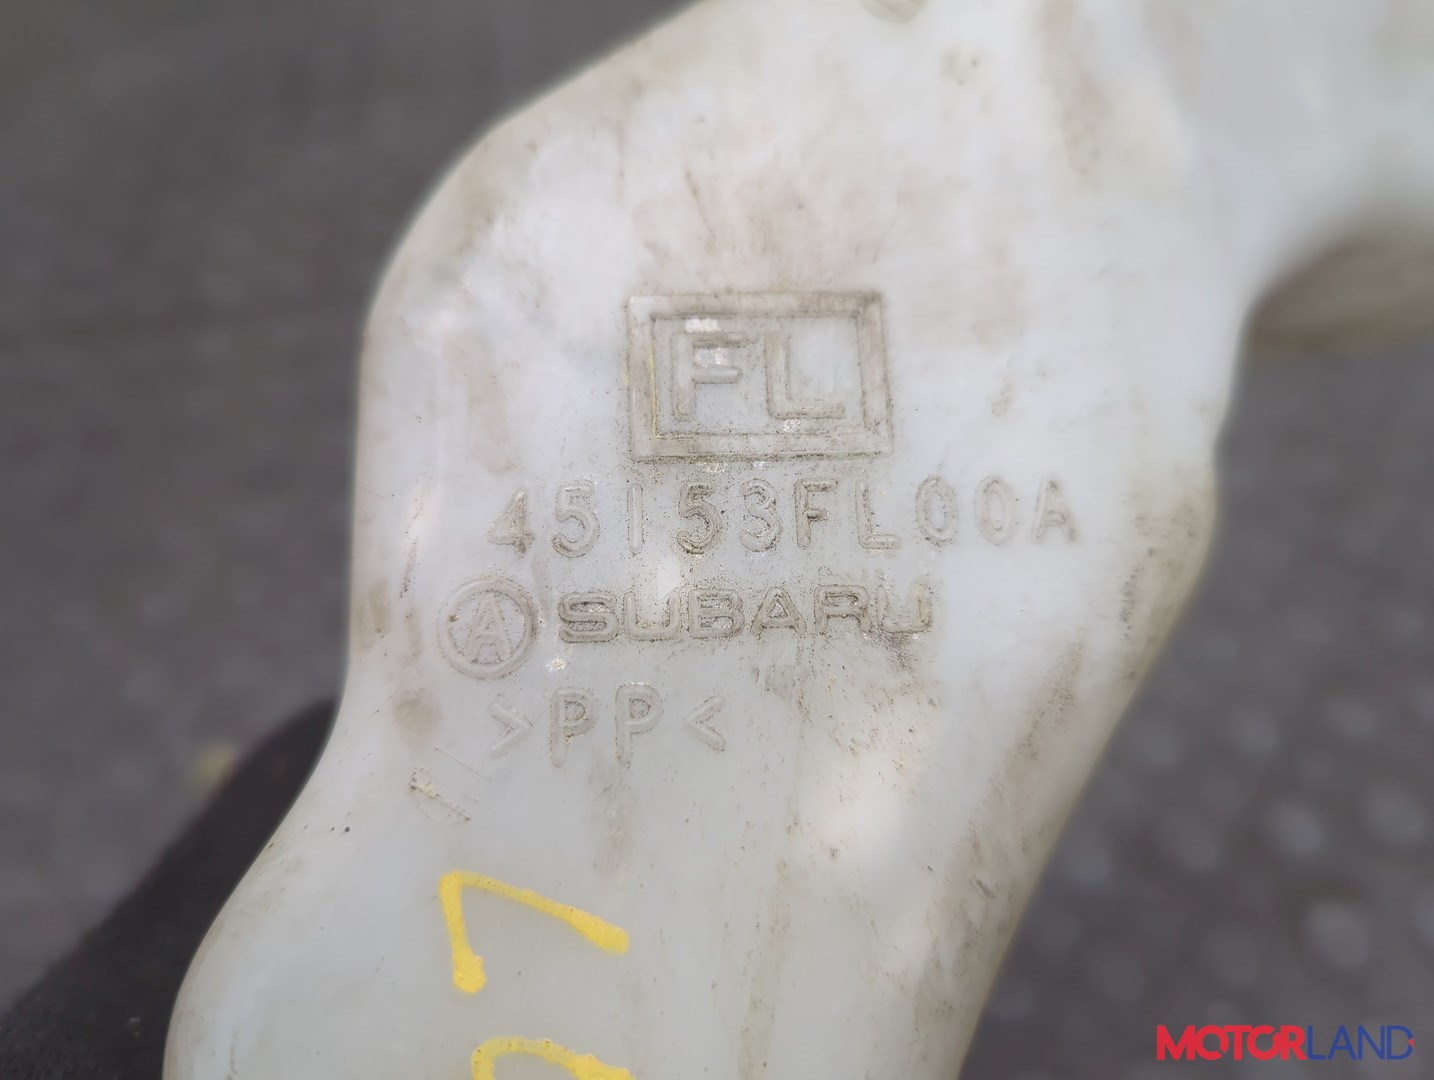 FL
45153FL00A
A SUBARU
>PP<
MOTORLAND